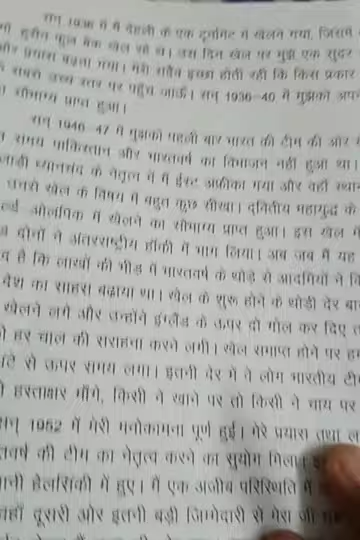 सन् 1936 में मैं देहली के एक टूर्नामेंट में खेलने गया, जिसमें
हुसैन फुल बैक खेल रहे थे। उस दिन खेल पर मुझे एक सुंदर
और प्रयास बढ़ता गया। मेरी सदैव इच्छा होती रही कि किस प्रकार
सबसे उच्च स्तर पर पहुँच जाऊँ। सन् 1936-40 में मुझको अपने
सौभाग्य प्राप्त हुआ।
सन् 1946-47 में मुझको पहली बार भारत की टीम की ओर
समय पाकिस्तान और भारतवर्ष का विभाजन नहीं हुआ था।
ध्यानचंद के नेतृत्व में मैं ईस्ट अफ्रीका गया और वहाँ
उनसे खेल के विषय में बहुत कुछ सीखा। द्वितीय महायुद्ध के
ओलंपिक में खेलने का सौभाग्य प्राप्त हुआ। इस खेल में
दोनों ने अंतरराष्ट्रीय हॉकी में भाग लिया। अब जब मैं यह
है कि लाखों की भीड़ में भारतवर्ष के थोड़े से आदमियों ने
देश का साहस बढ़ाया था। खेल के शुरू होने के थोड़ी देर बाद
खेलने लगे और उन्होंने इंग्लैंड के ऊपर दो गोल कर दिए
हर चाल की सराहना करने लगी। खेल समाप्त होने पर
से ऊपर समय लगा। इतनी देर में ने लोग भारतीय टीम
हस्ताक्षर माँगे, किसी ने खाने पर तो किसी ने चाय पर
सन् 1952 में मेरी मनोकामना पूर्ण हुई। मेरे प्रयास तथा
की टीम का नेतृत्व करने का सुयोग मिला।
हेलसिंकी में हुए। मैं एक अजीब परिस्थिति में
दूसरी ओर इतनी बड़ी जिम्मेदारी से मेरा जी